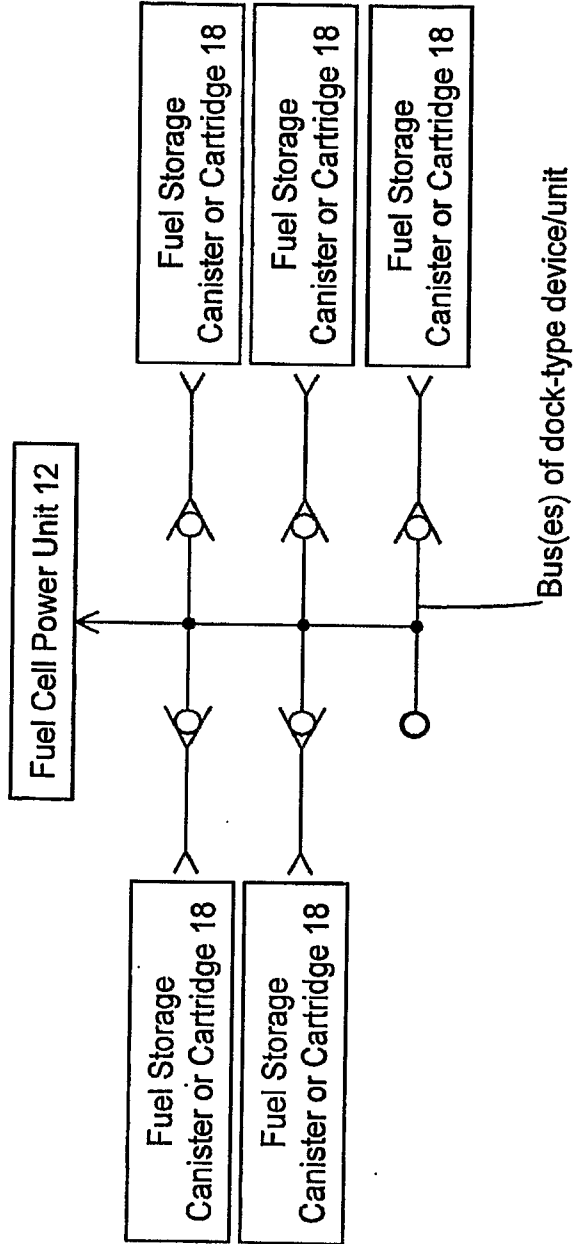 Fuel Cell Power Unit 12
Fuel Storage
Canister or Cartridge 18
Fuel Storage
Canister or Cartridge 18
Fuel Storage
Canister or Cartridge 18
Fuel Storage
Canister or Cartridge 18
Fuel Storage
Canister or Cartridge 18
Bus(es) of dock-type device/unit